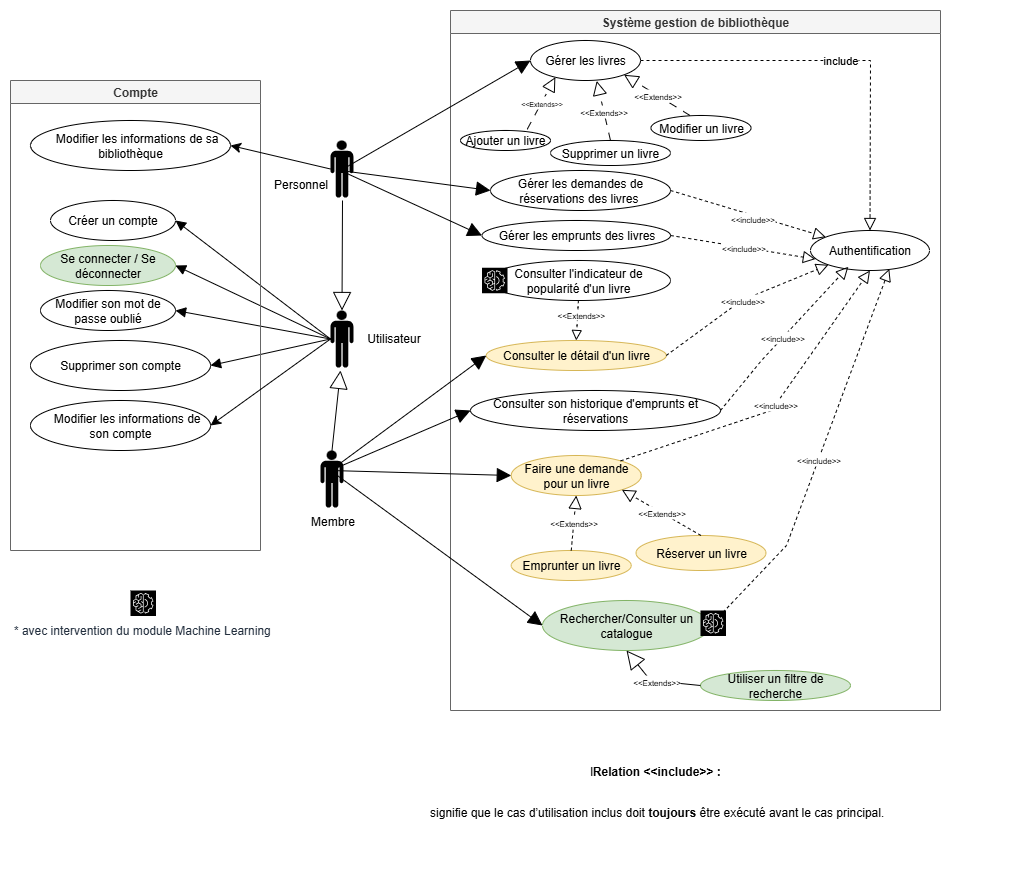 Système gestion de bibliothèque
Gérer les livres
include
<<Extends>>
<<Extends>>
<<Extends>>
Ajouter un livre
Supprimer un livre
Modifier un livre
Compte
Modifier les informations de sa
bibliothèque
Personnel
Gérer les demandes de
réservations des livres
<<include>>
Créer un compte
Gérer les emprunts des livres
<<include>>
Authentification
Se connecter / Se
déconnecter
Consulter l'indicateur de
popularité d'un livre
<<include>>
Modifier son mot de
passe oublié
<<Extends>>
Utilisateur
<<include>>
Supprimer son compte
Consulter le détail d'un livre
Modifier les informations de
son compte
Consulter son historique d'emprunts et
réservations
<<include>>
Faire une demande
pour un livre
<<include>>
Membre
<<Extends>>
<<Extends>>
Emprunter un livre
Réserver un livre
* avec intervention du module Machine Learning
Rechercher/Consulter un
catalogue
<<Extends>>
Utiliser un filtre de
recherche
lRelation <<include>> :
signifie que le cas d'utilisation inclus doit toujours être exécuté avant le cas principal.